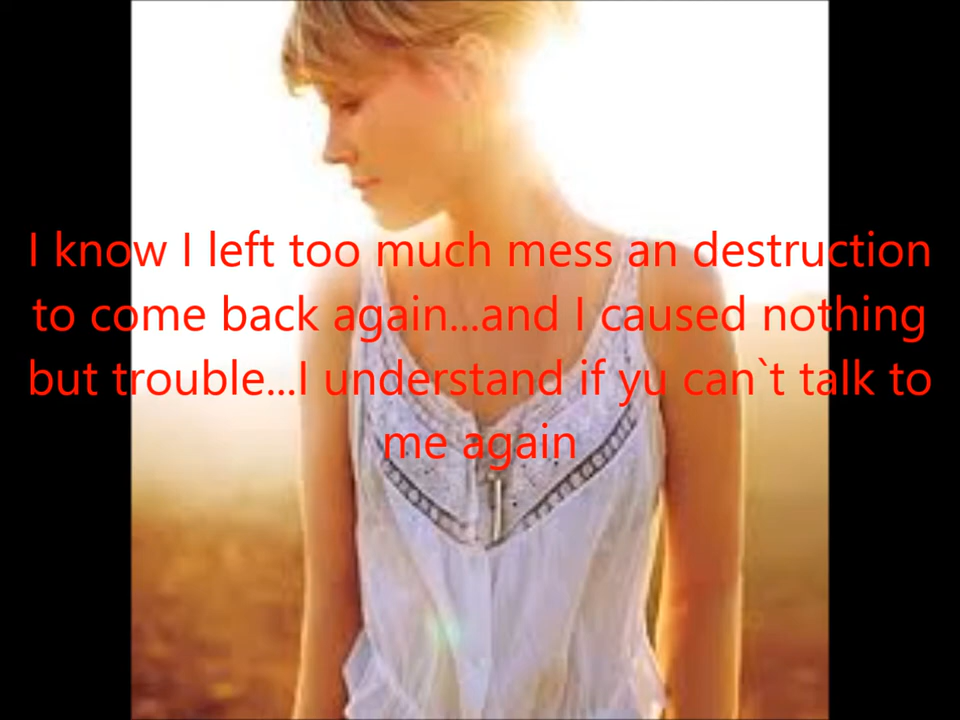 I know I left too much mess an destruction
to come back again...and I caused nothing
but trouble...I understand if yu can`t talk to
me again